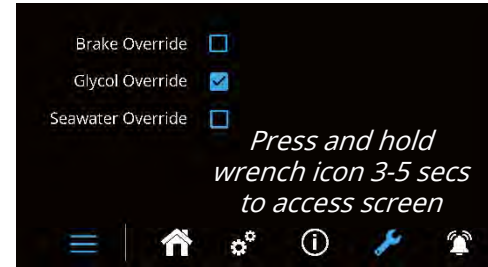 Brake Override
Glycol Override
Seawater Override
Press and hold
wrench icon 3-5 secs
to access screen